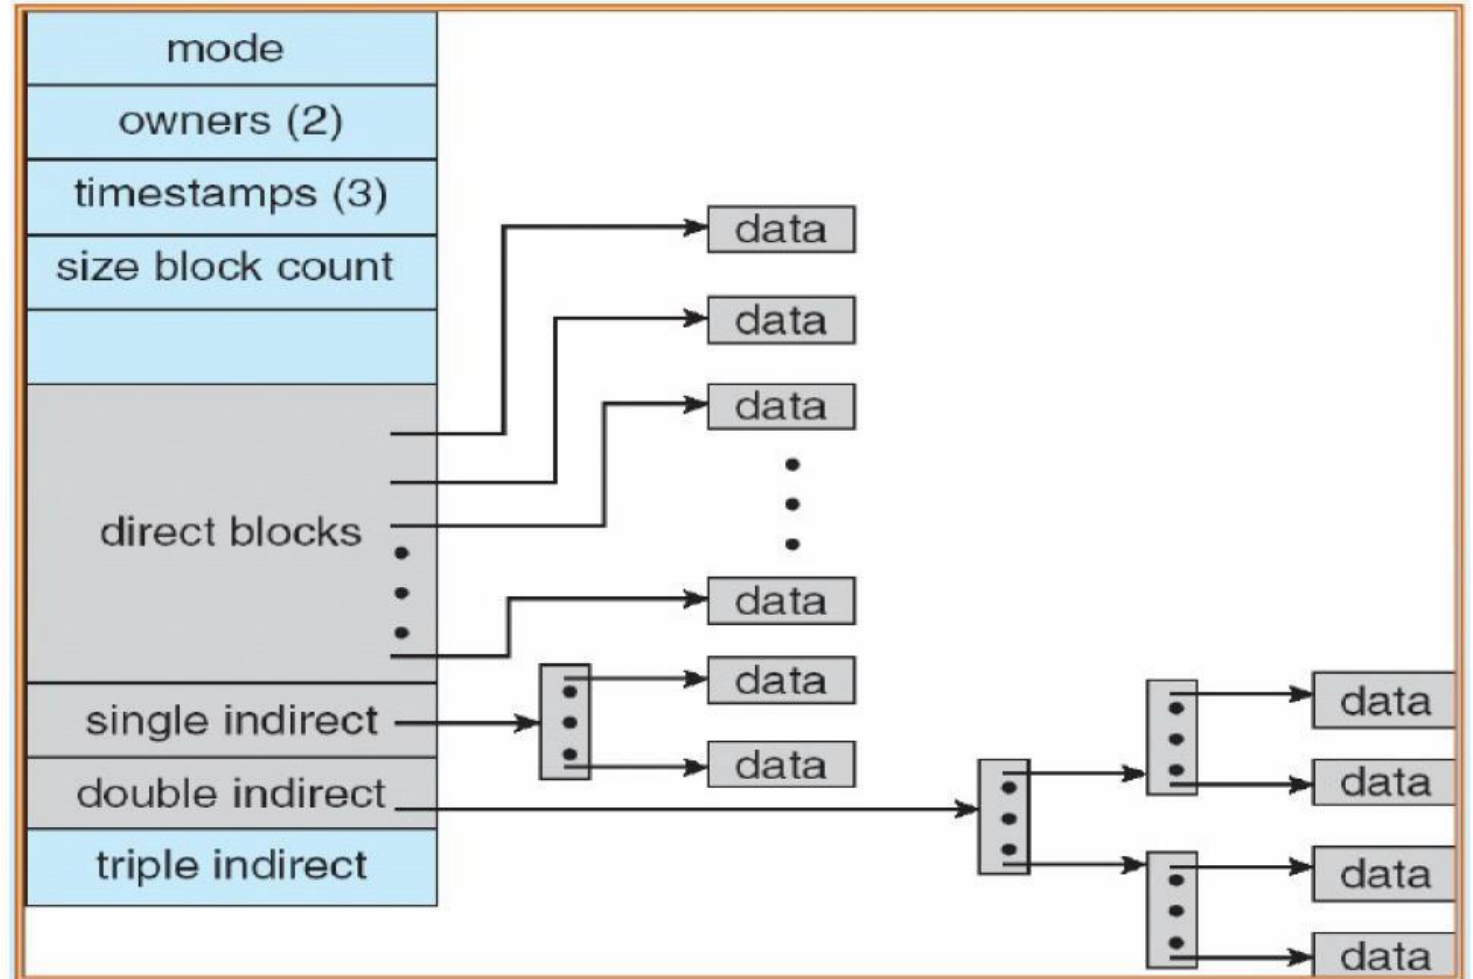 mode
owners (2)
timestamps (3)
size block count
direct blocks
single indirect
double indirect
triple indirect
data
data
data
data
data
data
data
data
data
data